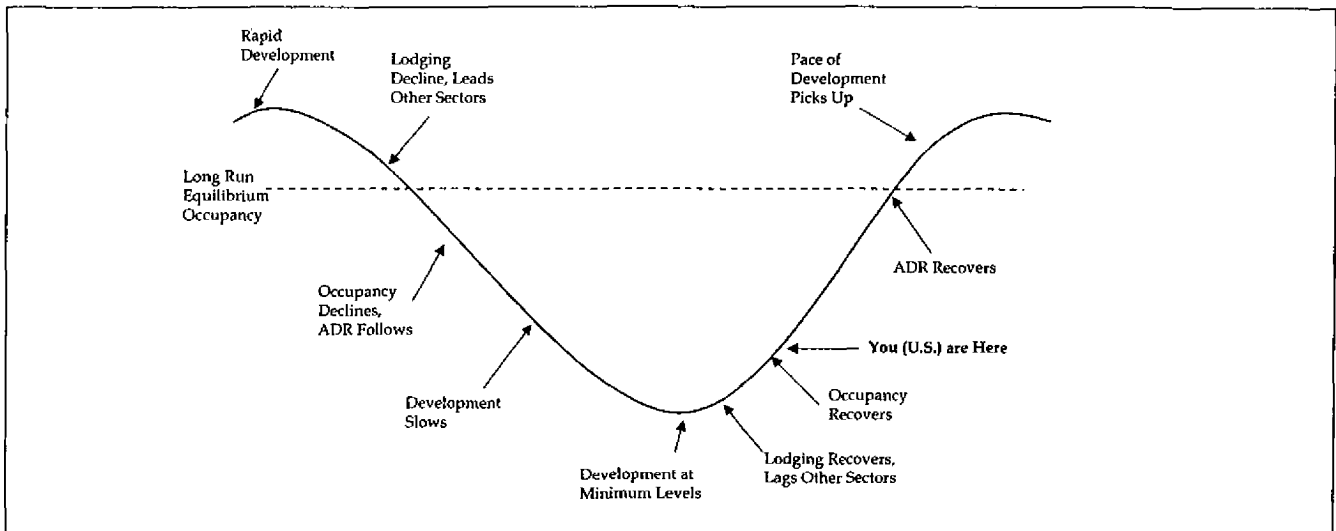 Rapid
Development
Lodging
Decline, Leads
Other Sectors
Pace of
Development
Picks Up
Long Run
Equilibrium
Occupancy
ADR Recovers
Occupancy
Declines,
ADR Follows
You (U.S.) are Here
Development
Slows
Occupancy
Recovers
Lodging Recovers,
Lags Other Sectors
Development at
Minimum Levels